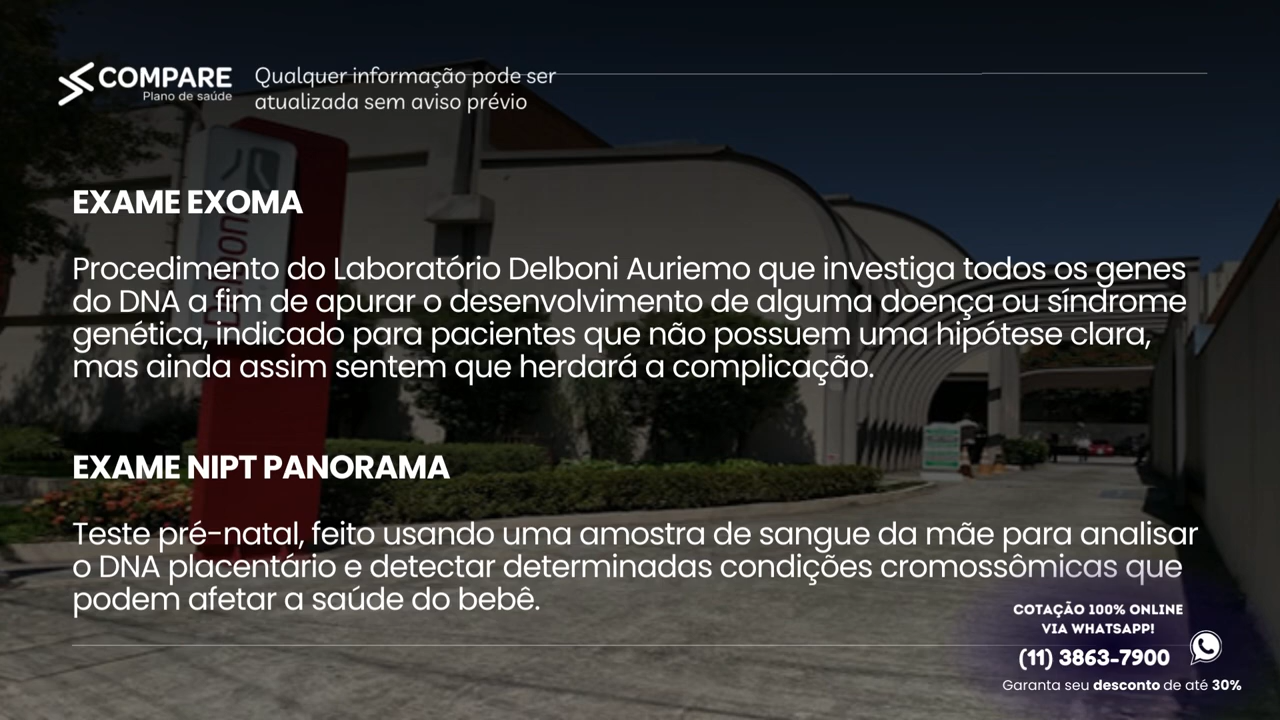 COMPARE
Plano de saúde
Qualquer informação pode ser
atualizada sem aviso prévio
EXAME EXOMA
Procedimento do Laboratório Delboni Auriemo que investiga todos os genes
do DNA a fim de apurar o desenvolvimento de alguma doença ou síndrome
genética, indicado para pacientes que não possuem uma hipótese clara,
mas ainda assim sentem que herdará a complicação.
EXAME NIPT PANORAMA
Teste pré-natal, feito usando uma amostra de sangue da mãe para analisar
o DNA placentário e detectar determinadas condições cromossômicas que
podem afetar a saúde do bebê.
COTAÇÃO 100% ONLINE
VIA WHATSAPP!
(11) 3863-7900
Garanta seu desconto de até 30%